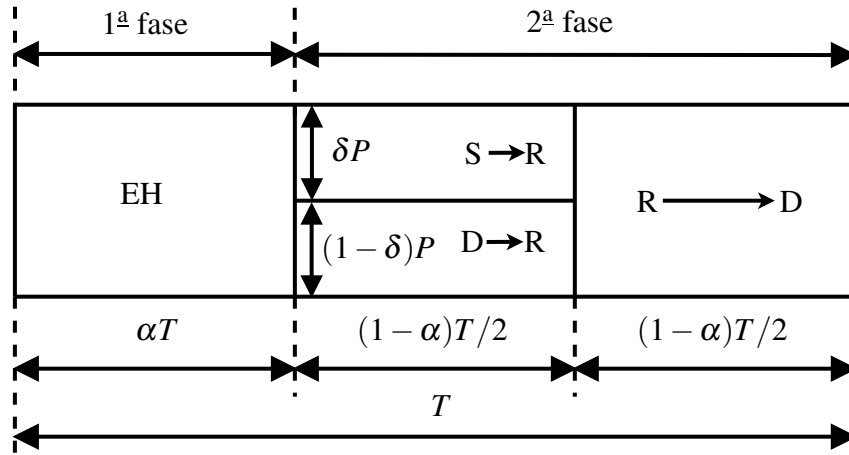 1ª fase 2ª fase
δP S R
EH R D
(1 − δ)P D R
αT (1 − α)T/2 (1 − α)T/2
T